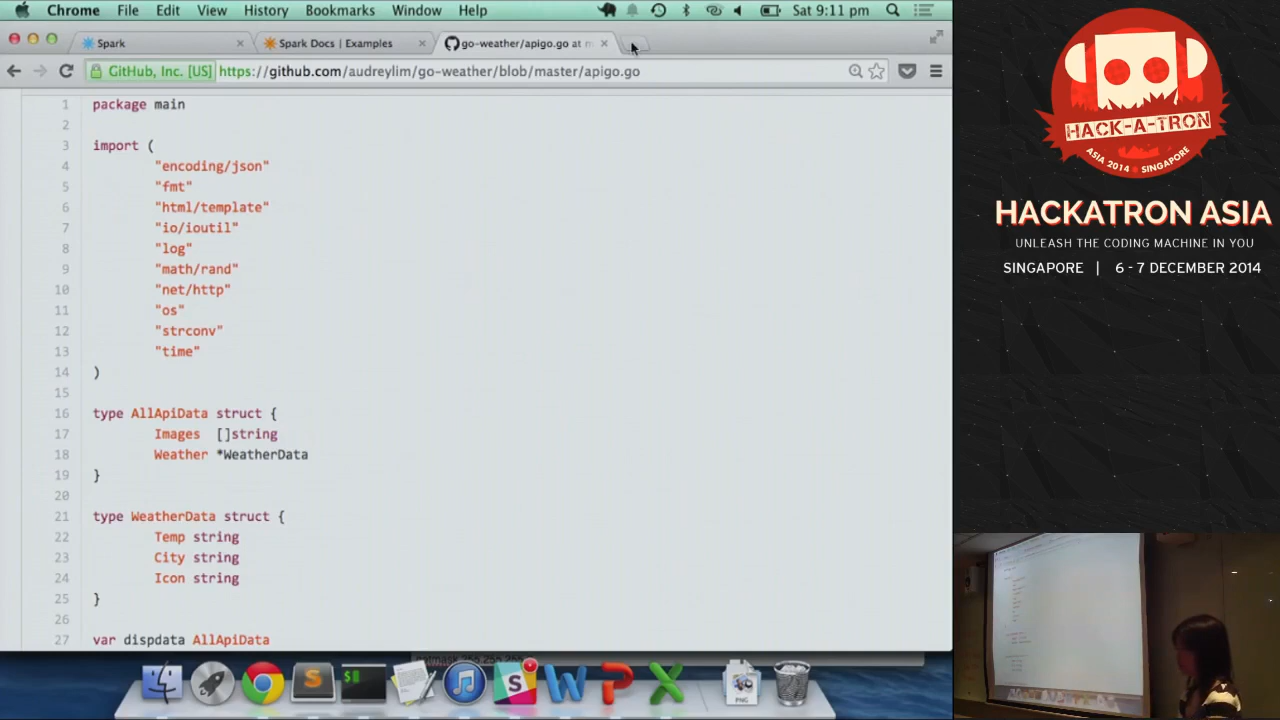 Chrome File Edit View History Bookmarks Window Help Sat 9:11 pm
Spark
Spark Docs | Examples
go-weather/apigo.go at m
GitHub, Inc. [US] https://github.com/audreylim/go-weather/blob/master/apigo.go
1 package main
2
3 import (
4 "encoding/json"
5 "fmt"
6 "html/template"
7 "io/ioutil"
8 "log"
9 "math/rand"
10 "net/http"
11 "os"
12 "strconv"
13 "time"
14 )
15
16 type AllApiData struct {
17 Images []string
18 Weather *WeatherData
19 }
20
21 type WeatherData struct {
22 Temp string
23 City string
24 Icon string
25 }
26
27 var dispdata AllApiData
PNG
HACK-A-TRON
ASIA 2014 SINGAPORE
HACKATRON ASIA
UNLEASH THE CODING MACHINE IN YOU
SINGAPORE | 6 - 7 DECEMBER 2014